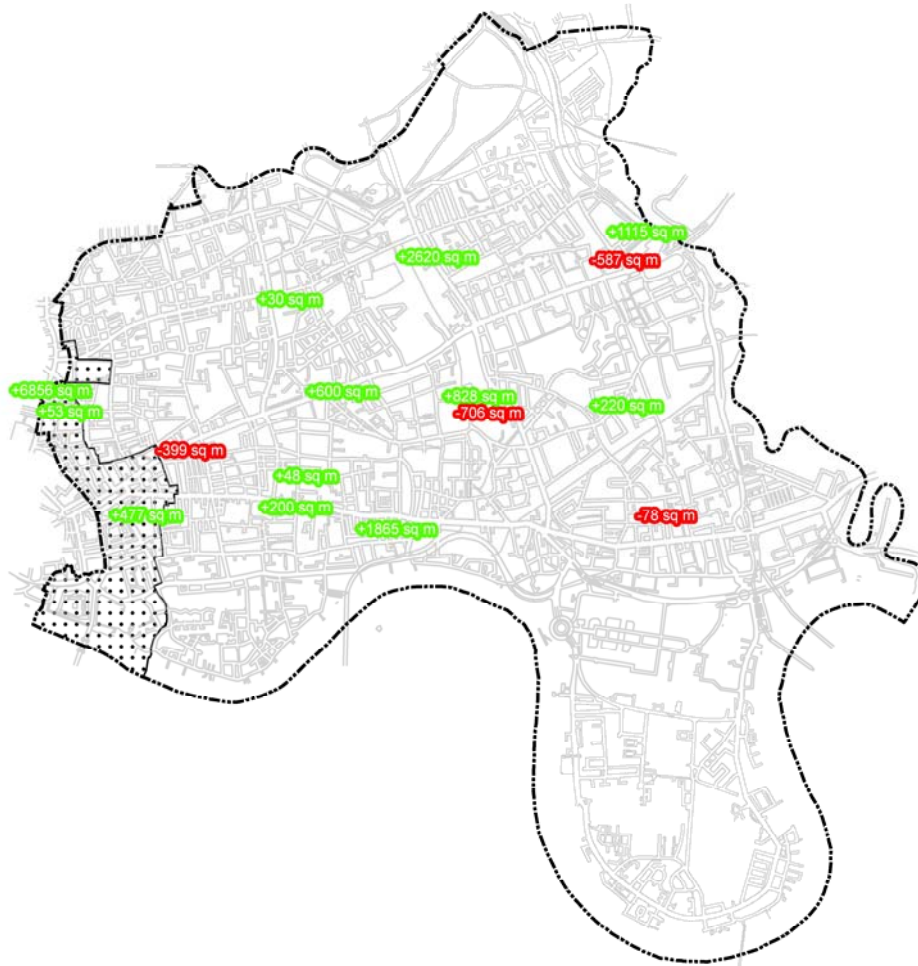 +1115 sq m
+2620 sq m
-587 sq m
+30 sq m
+6856 sq m
+600 sq m
+828 sq m
+53 sq m
-706 sq m
+220 sq m
-399 sq m
+48 sq m
+200 sq m
+477 sq m
-78 sq m
+1865 sq m